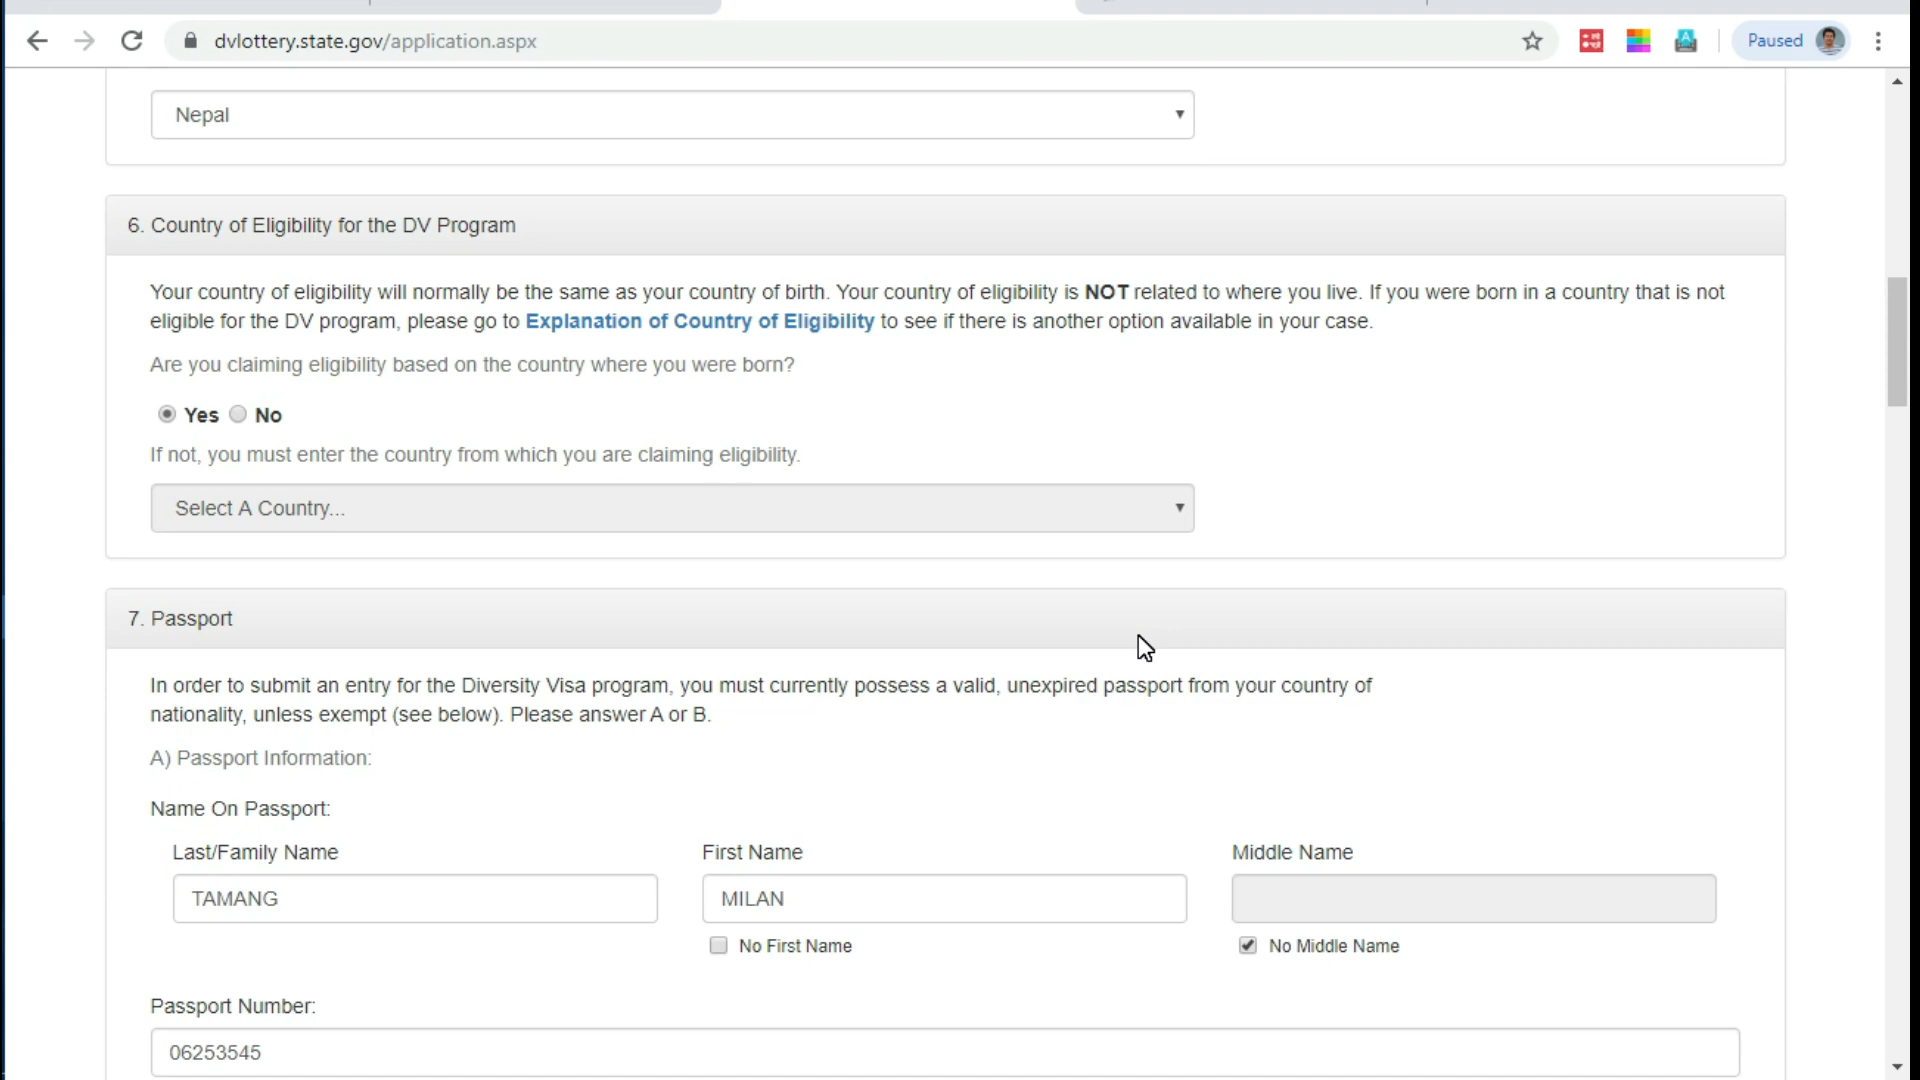 dvlottery.state.gov/application.aspx
Paused
Nepal
6. Country of Eligibility for the DV Program
Your country of eligibility will normally be the same as your country of birth. Your country of eligibility is NOT related to where you live. If you were born in a country that is not
eligible for the DV program, please go to Explanation of Country of Eligibility to see if there is another option available in your case.
Are you claiming eligibility based on the country where you were born?
Yes No
If not, you must enter the country from which you are claiming eligibility.
Select A Country...
7. Passport
In order to submit an entry for the Diversity Visa program, you must currently possess a valid, unexpired passport from your country of
nationality, unless exempt (see below). Please answer A or B.
A) Passport Information:
Name On Passport:
Last/Family Name First Name Middle Name
TAMANG MILAN
No First Name No Middle Name
Passport Number:
06253545